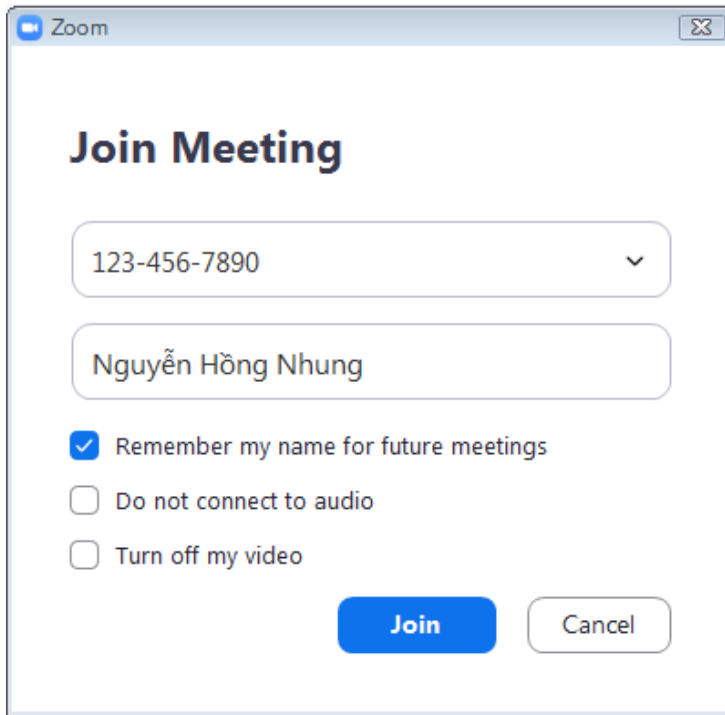 Zoom
Join Meeting
123-456-7890
Nguyễn Hồng Nhung
Remember my name for future meetings
Do not connect to audio
Turn off my video
Join Cancel